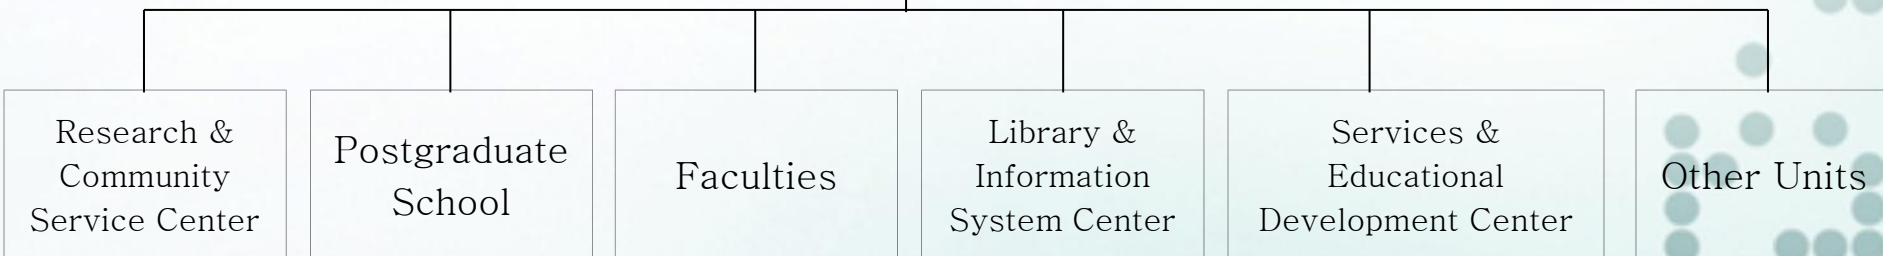 Research &
Community
Service Center
Postgraduate
School
Faculties
Library &
Information
System Center
Services &
Educational
Development Center
Other Units